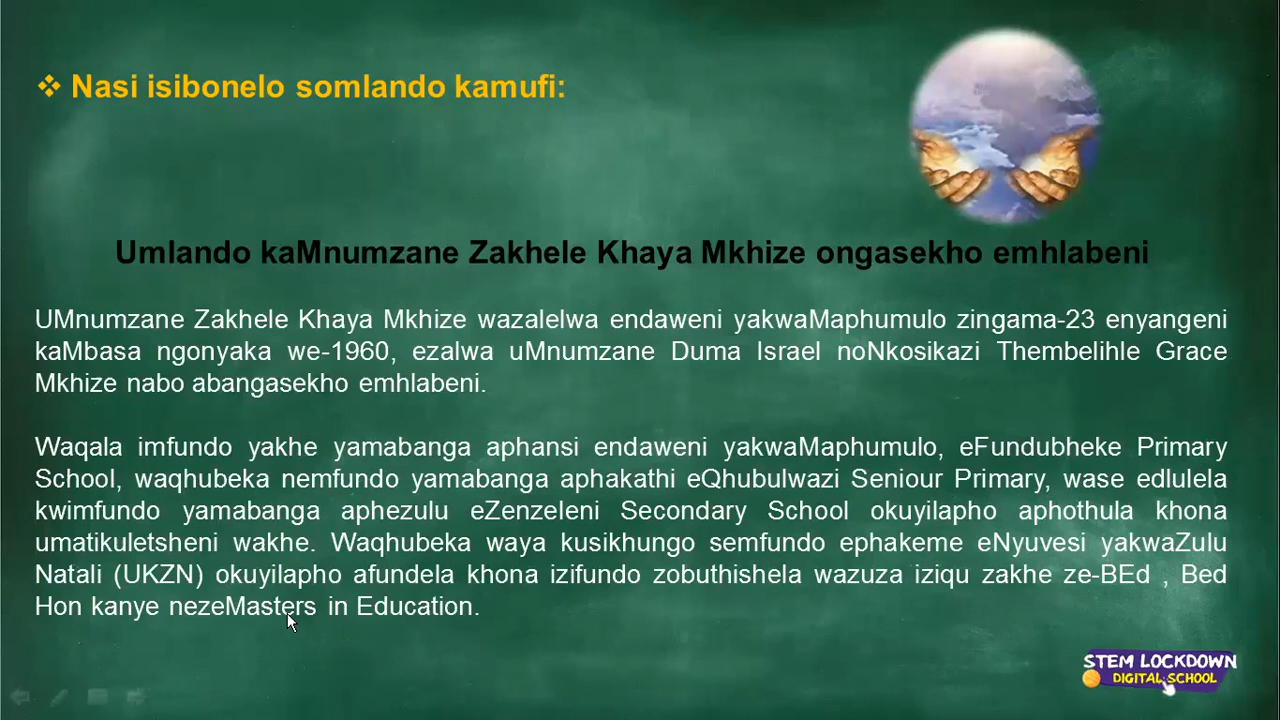 ❖ Nasi isibonelo somlando kamufi:
Umlando kaMnumzane Zakhele Khaya Mkhize ongasekho emhlabeni
UMnumzane Zakhele Khaya Mkhize wazalelwa endaweni yakwaMaphumulo zingama-23 enyangeni
kaMbasa ngonyaka we-1960, ezalwa uMnumzane Duma Israel noNkosikazi Thembelihle Grace
Mkhize nabo abangasekho emhlabeni.
Waqala imfundo yakhe yamabanga aphansi endaweni yakwaMaphumulo, eFundubheke Primary
School, waqhubeka nemfundo yamabanga aphakathi eQhubulwazi Seniour Primary, wase edlulela
kwimfundo yamabanga aphezulu eZenzeleni Secondary School okuyilapho aphothula khona
umatikuletsheni wakhe. Waqhubeka waya kusikhungo semfundo ephakeme eNyuvesi yakwaZulu
Natali (UKZN) okuyilapho afundela khona izifundo zobuthishela wazuza iziqu zakhe ze-BEd , Bed
Hon kanye nezeMasters in Education.
STEM LOCKDOWN
DIGITAL SCHOOL